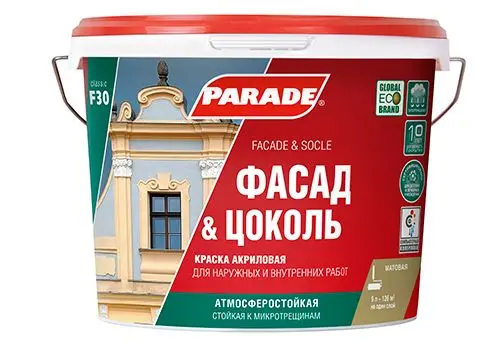 classic
F30
PARADE®
FACADE & SOCLE
ФАСАД
& ЦОКОЛЬ
КРАСКА АКРИЛОВАЯ
ДЛЯ НАРУЖНЫХ И ВНУТРЕННИХ РАБОТ
АТМОСФЕРОСТОЙКАЯ
СТОЙКАЯ К МИКРОТРЕЩИНАМ
GLOBAL
ECO
BRAND
10
МАТОВАЯ